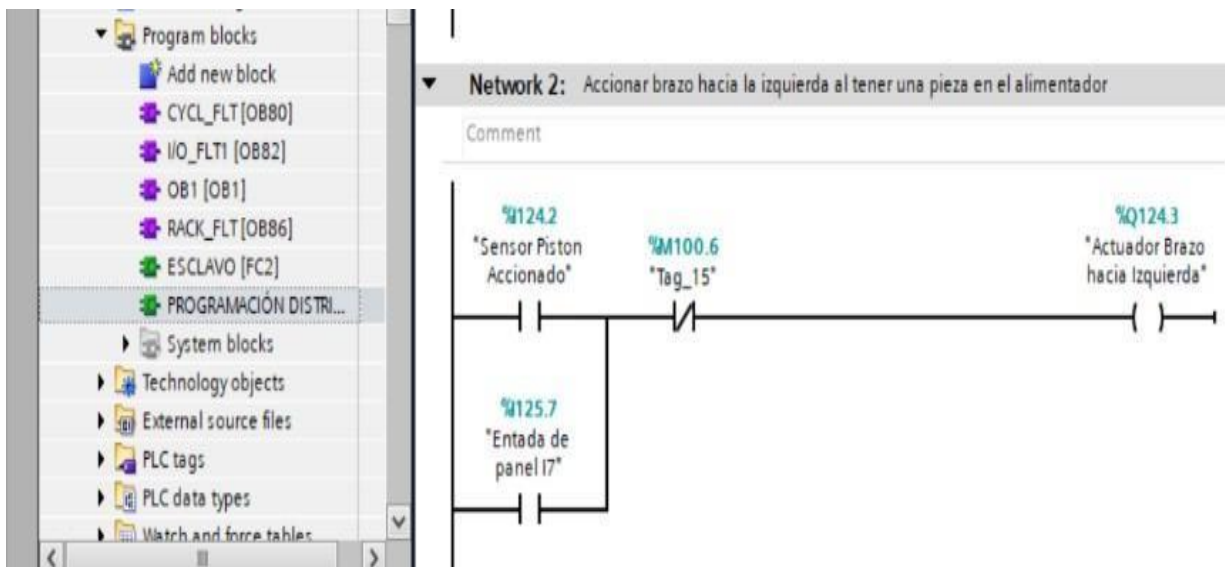 Program blocks
Add new block
CYCL_FLT [OB80]
I/O_FLT1 [OB82]
OB1 [OB1]
RACK_FLT [OB86]
ESCLAVO [FC2]
PROGRAMACIÓN DISTRI...
System blocks
Technology objects
External source files
PLC tags
PLC data types
Watch and force tables
Network 2: Accionar brazo hacia la izquierda al tener una pieza en el alimentador
Comment
%I124.2
"Sensor Piston
Accionado"
%M100.6
"Tag_15"
%Q124.3
"Actuador Brazo
hacia Izquierda"
%I125.7
"Entada de
panel I7"